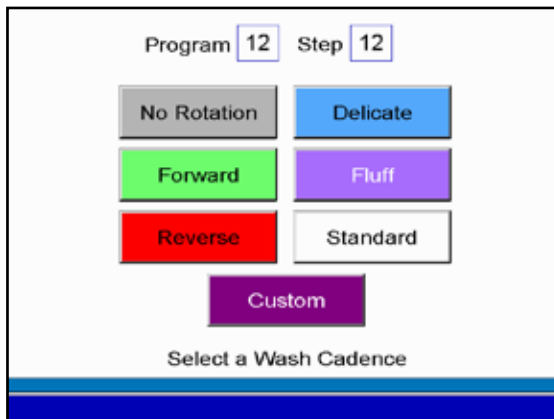 Program 12 Step 12
No Rotation Delicate
Forward Fluff
Reverse Standard
Custom
Select a Wash Cadence